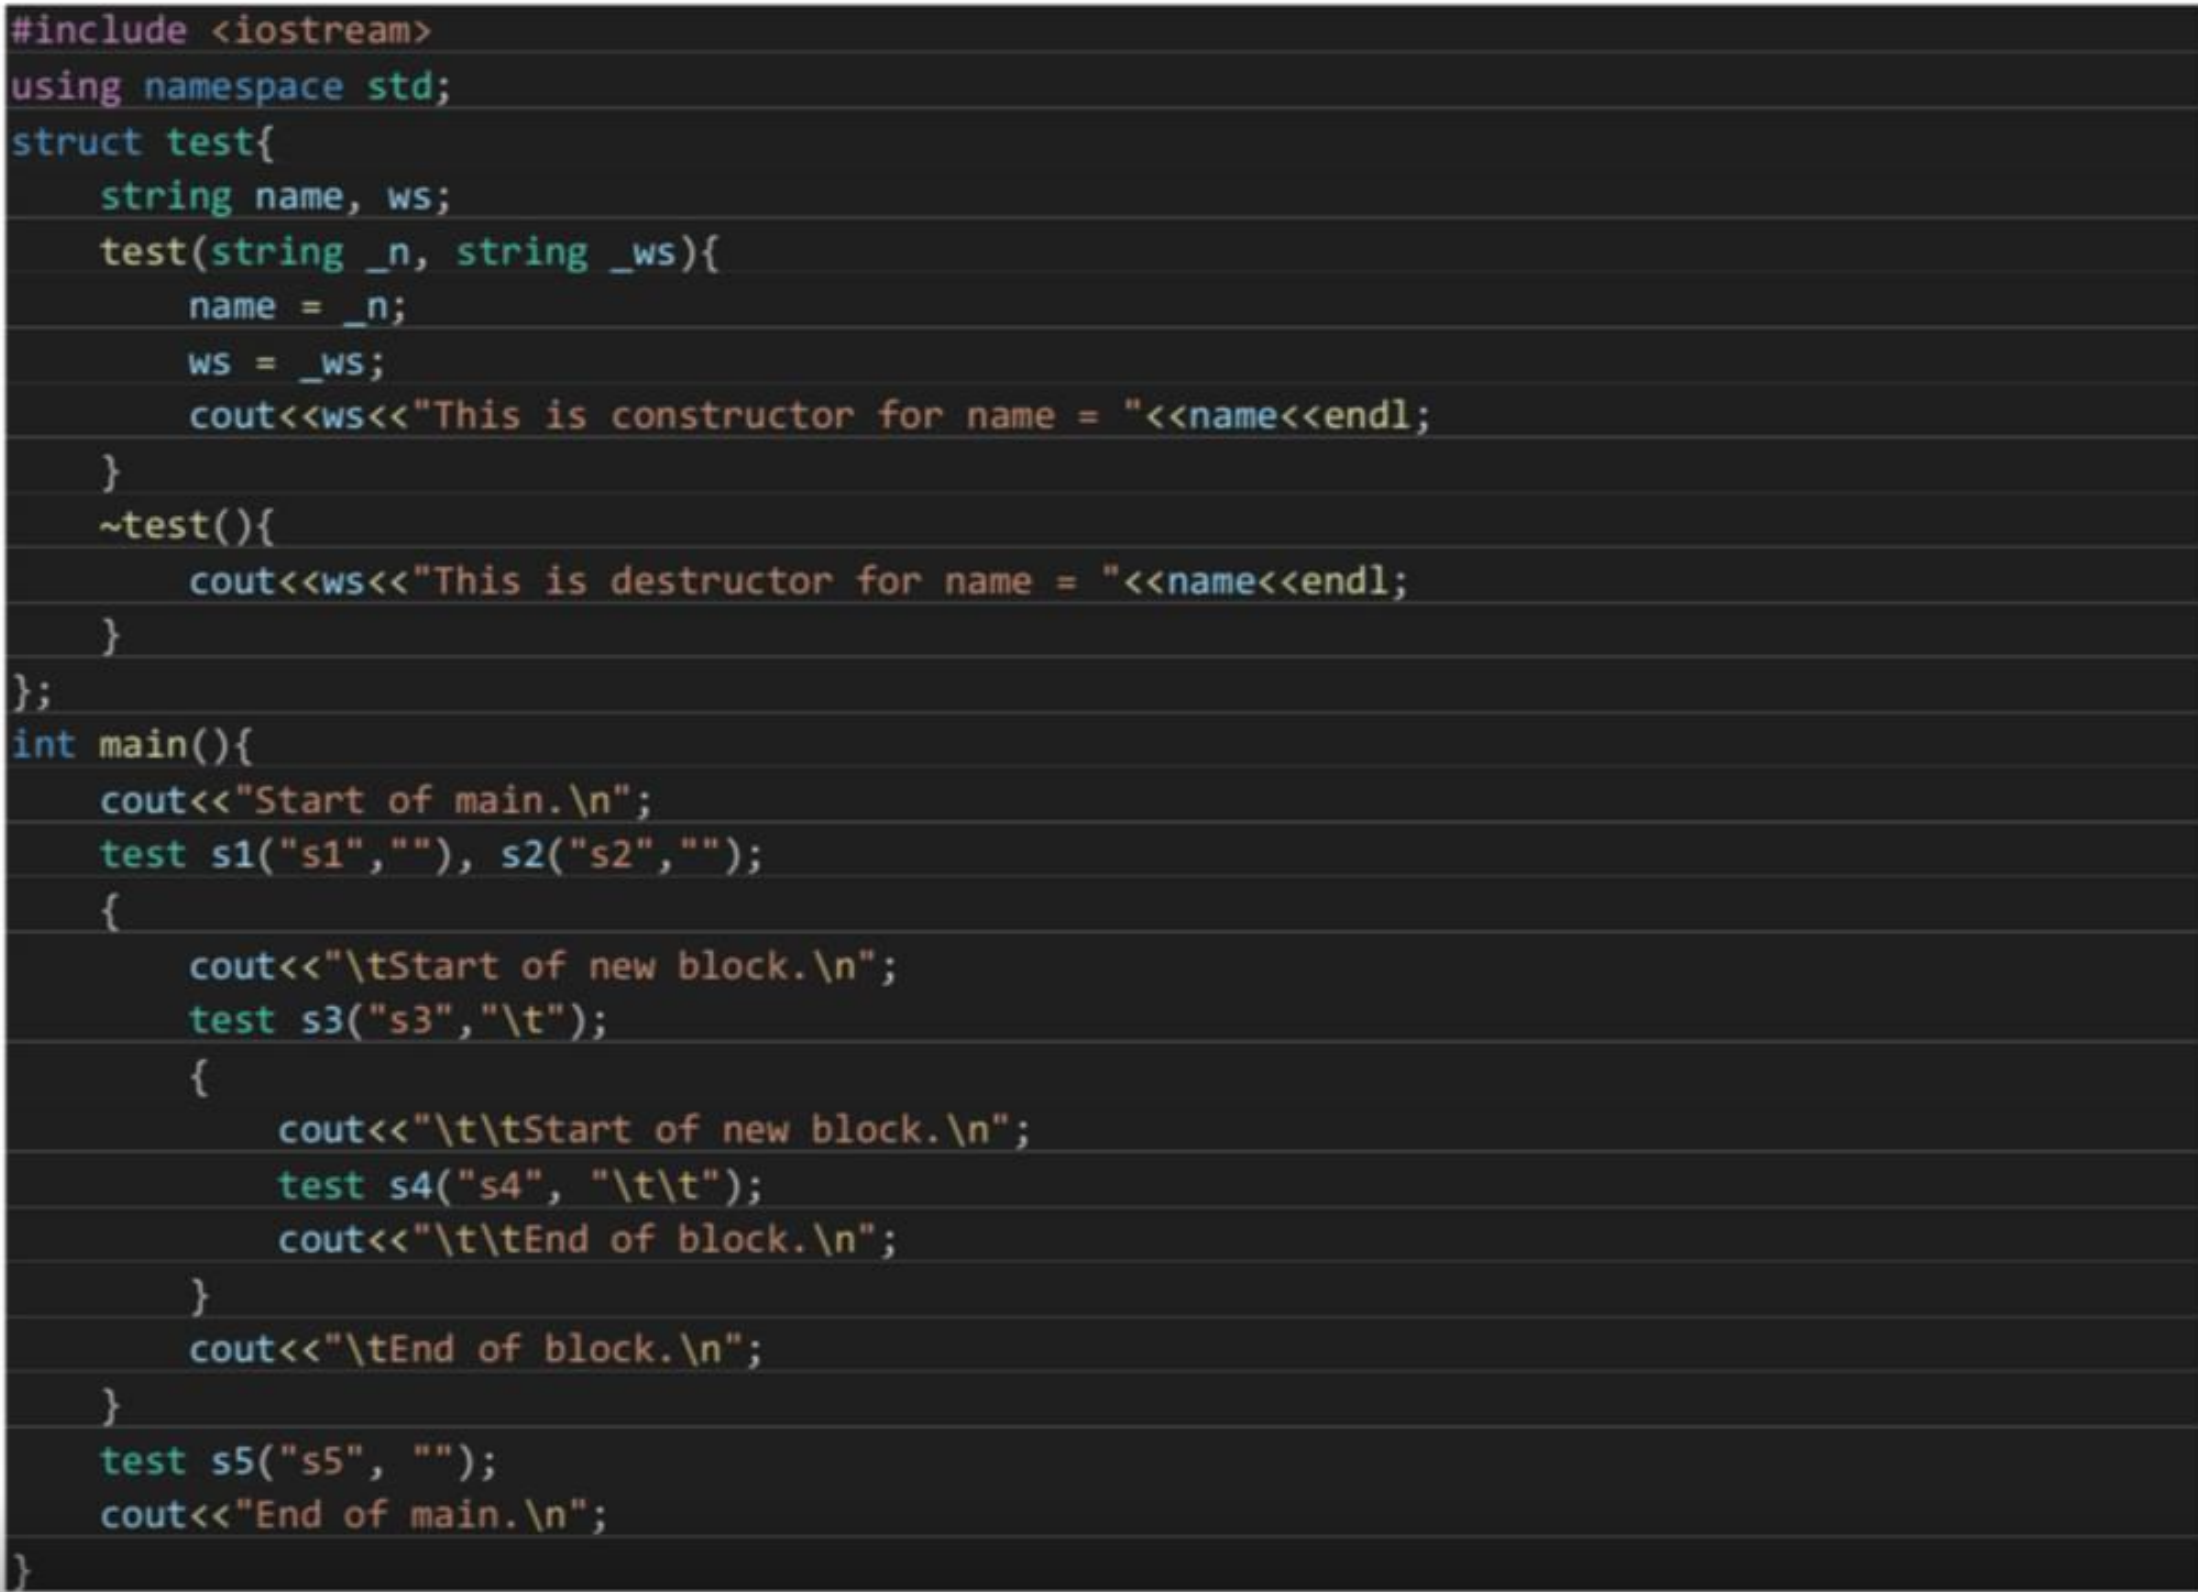 #include <iostream>
using namespace std;
struct test{
    string name, ws;
    test(string _n, string _ws){
        name = _n;
        ws = _ws;
        cout<<ws<<"This is constructor for name = "<<name<<endl;
    }
    ~test(){
        cout<<ws<<"This is destructor for name = "<<name<<endl;
    }
};
int main(){
    cout<<"Start of main.\n";
    test s1("s1",""), s2("s2","");
    {
        cout<<"\tStart of new block.\n";
        test s3("s3","\t");
        {
            cout<<"\t\tStart of new block.\n";
            test s4("s4", "\t\t");
            cout<<"\t\tEnd of block.\n";
        }
        cout<<"\tEnd of block.\n";
    }
    test s5("s5", "");
    cout<<"End of main.\n";
}